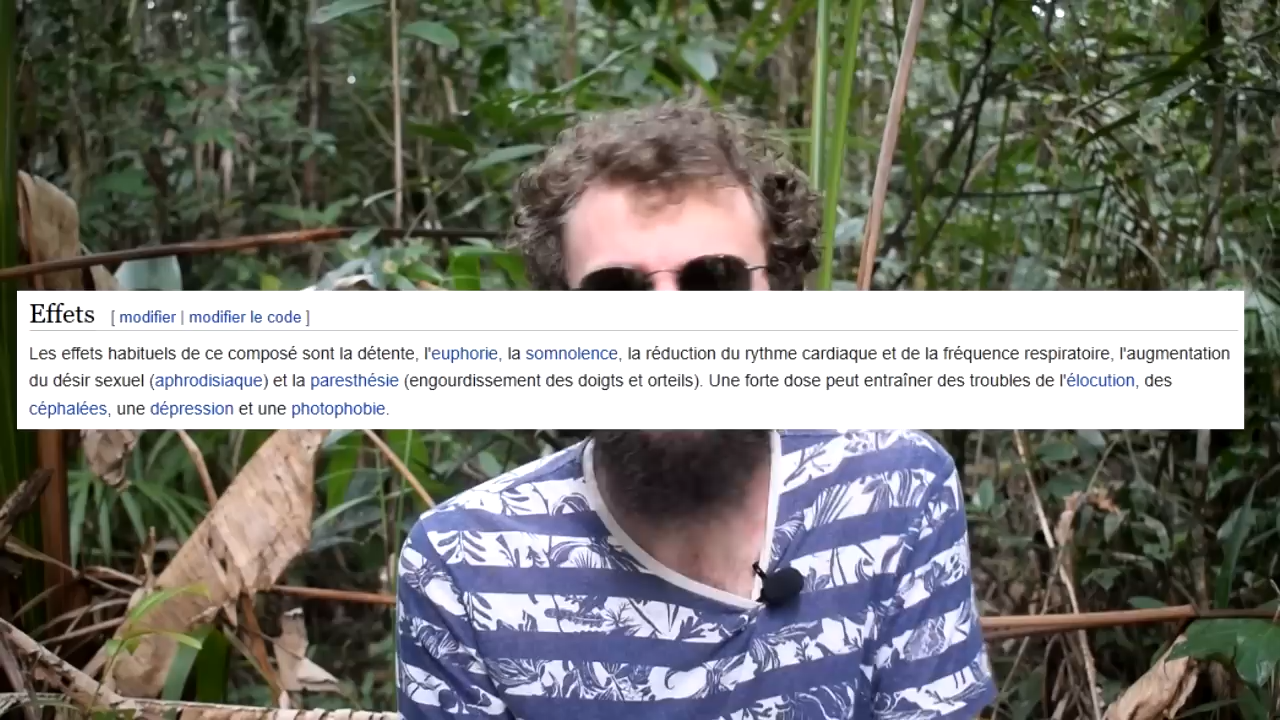 Effets [ modifier | modifier le code ]
Les effets habituels de ce composé sont la détente, l'euphorie, la somnolence, la réduction du rythme cardiaque et de la fréquence respiratoire, l'augmentation
du désir sexuel (aphrodisiaque) et la paresthésie (engourdissement des doigts et orteils). Une forte dose peut entraîner des troubles de l'élocution, des
céphalées, une dépression et une photophobie.